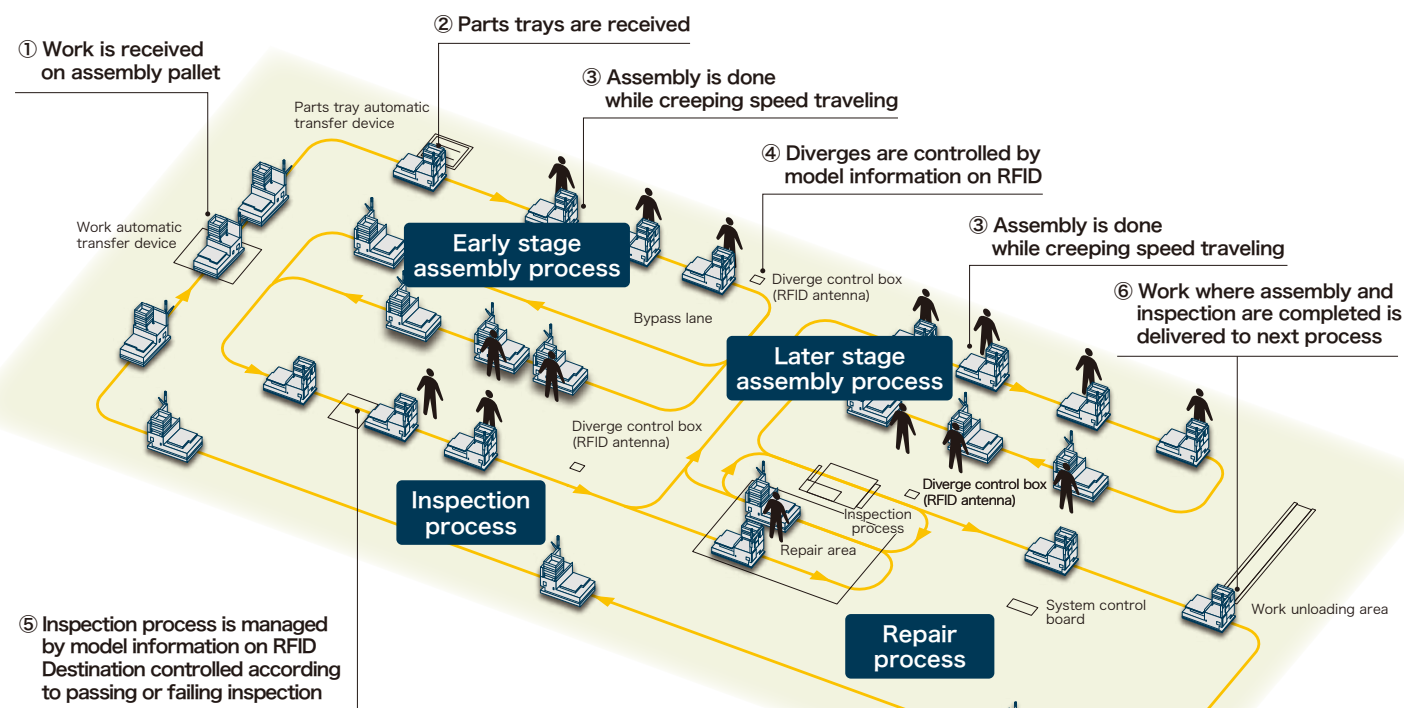 ② Parts trays are received
① Work is received
on assembly pallet
③ Assembly is done
while creeping speed traveling
Parts tray automatic
transfer device
④ Diverges are controlled by
model information on RFID
③ Assembly is done
while creeping speed traveling
Work automatic
transfer device
Early stage
assembly process
Diverge control box
(RFID antenna)
⑥ Work where assembly and
inspection are completed is
delivered to next process
Bypass lane
Later stage
assembly process
Diverge control box
(RFID antenna)
Diverge control box
(RFID antenna)
Inspection
process
Inspection
process
Repair area
System control
board
Work unloading area
Repair
process
⑤ Inspection process is managed
by model information on RFID
Destination controlled according
to passing or failing inspection